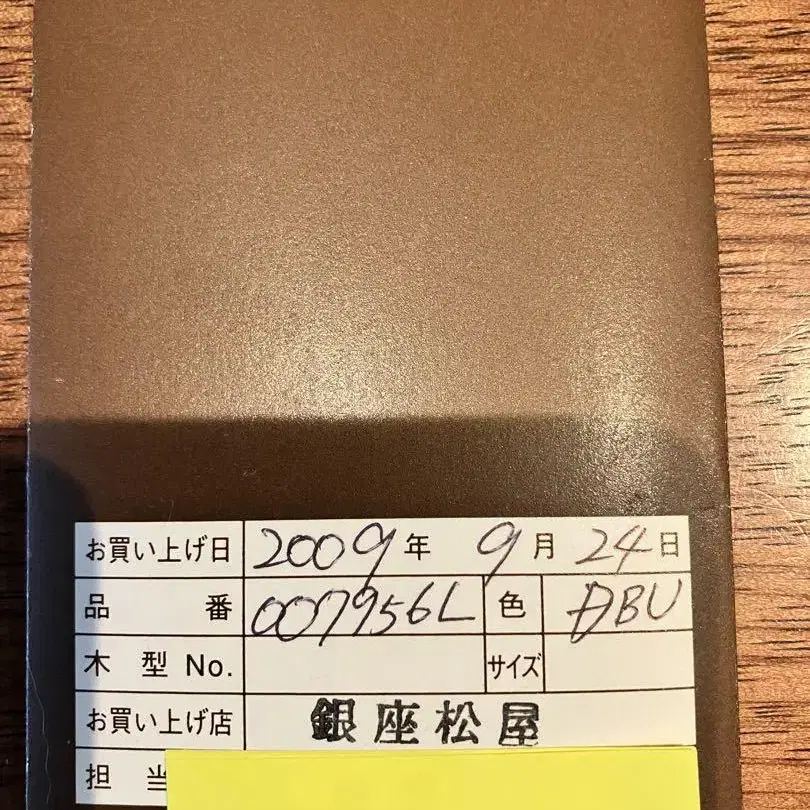 お買い上げ日 2009年 9月 24日
品番 007956L 色 DBU
木型 No. サイズ
お買い上げ店 銀座松屋
担当